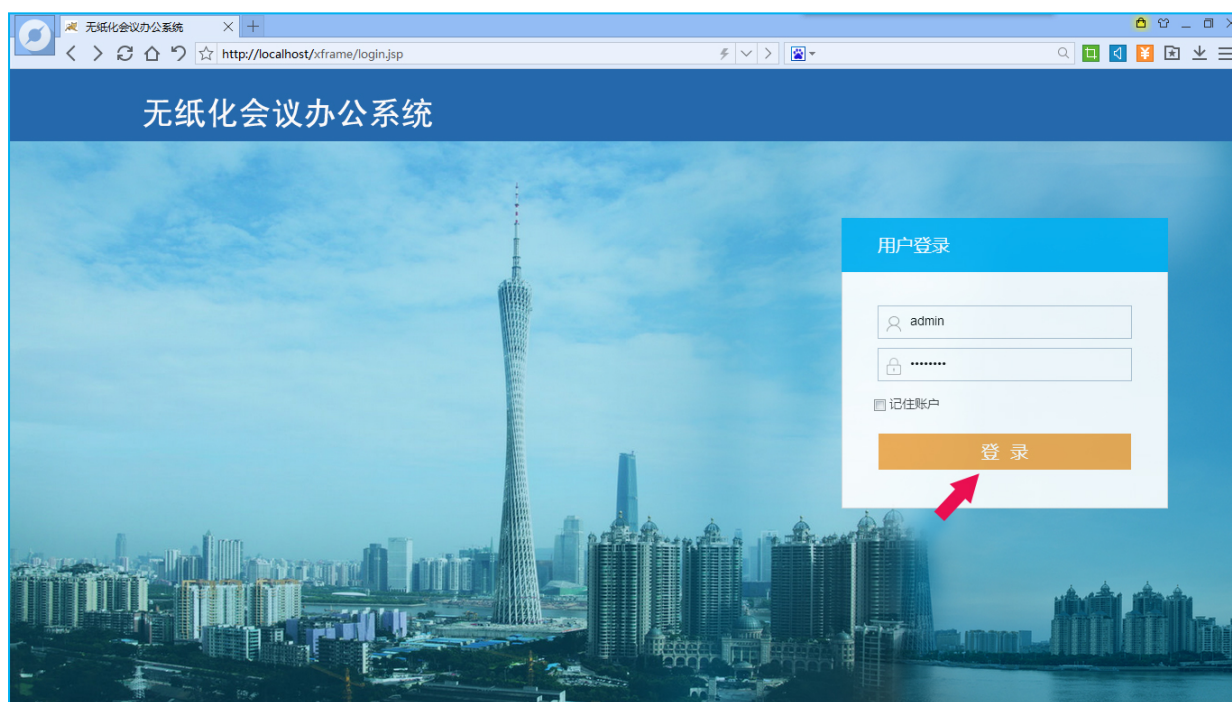 无纸化会议办公系统
http://localhost/xframe/login.jsp
无纸化会议办公系统
用户登录
admin
••••••••
记住账户
登 录